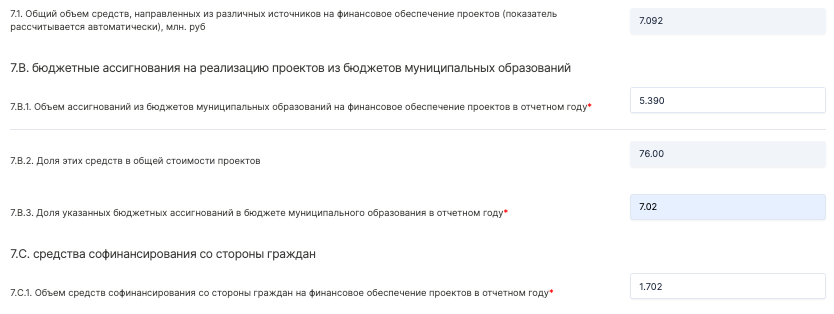 7.1. Общий объем средств, направленных из различных источников на финансовое обеспечение проектов (показатель
рассчитывается автоматически), млн. руб
7.092
7.B. бюджетные ассигнования на реализацию проектов из бюджетов муниципальных образований
7.B.1. Объем ассигнований из бюджетов муниципальных образований на финансовое обеспечение проектов в отчетном году*
5.390
7.B.2. Доля этих средств в общей стоимости проектов
76.00
7.B.3. Доля указанных бюджетных ассигнований в бюджете муниципального образования в отчетном году*
7.02
7.C. средства софинансирования со стороны граждан
7.C.1. Объем средств софинансирования со стороны граждан на финансовое обеспечение проектов в отчетном году*
1.702